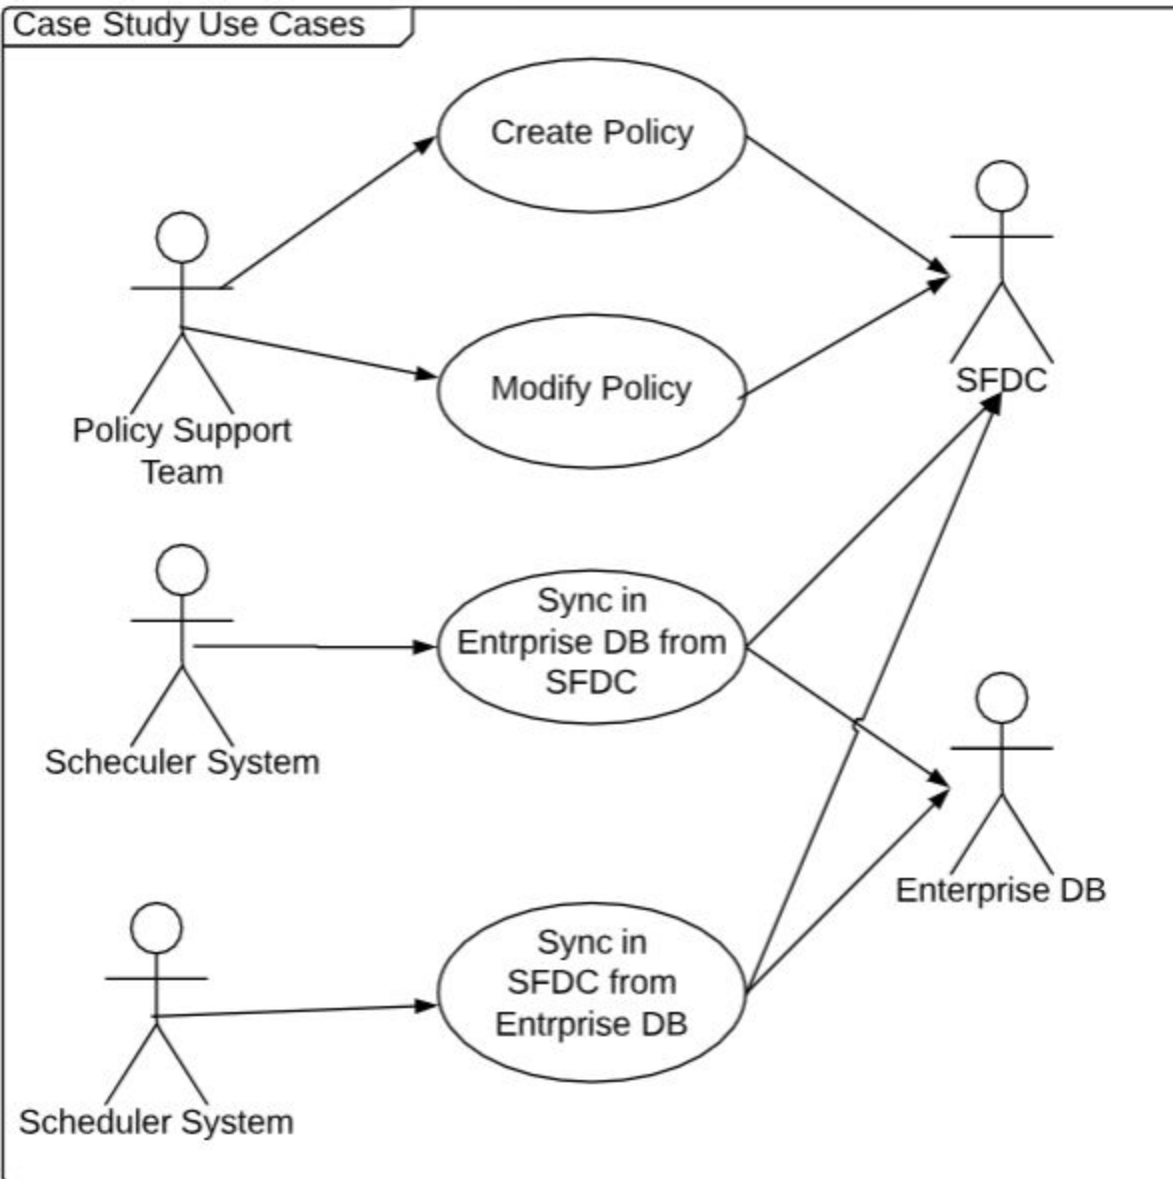 Case Study Use Cases
Create Policy
Modify Policy
SFDC
Policy Support
Team
Sync in
Entrprise DB from
SFDC
Scheculer System
Enterprise DB
Sync in
SFDC from
Entrprise DB
Scheduler System